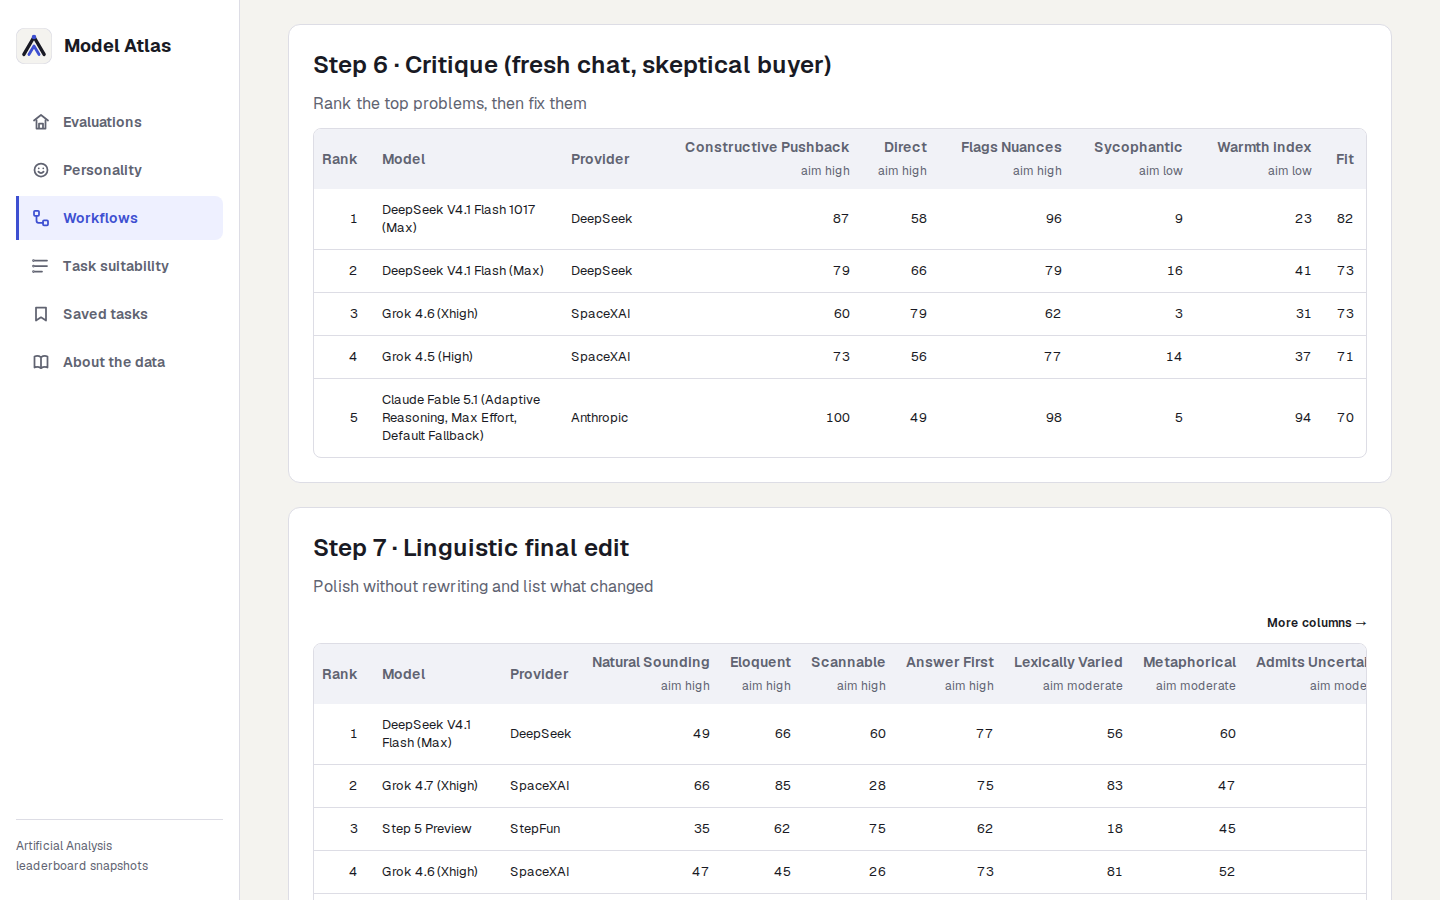 Model Atlas
Evaluations
Personality
Workflows
Task suitability
Saved tasks
About the data
Artificial Analysis
leaderboard snapshots
Step 6 · Critique (fresh chat, skeptical buyer)
Rank the top problems, then fix them
Rank Model Provider Constructive Pushback aim high Direct aim high Flags Nuances aim high Sycophantic aim low Warmth index aim low Fit
1 DeepSeek V4.1 Flash 1017 (Max) DeepSeek 87 58 96 9 23 82
2 DeepSeek V4.1 Flash (Max) DeepSeek 79 66 79 16 41 73
3 Grok 4.6 (Xhigh) SpaceXAI 60 79 62 3 31 73
4 Grok 4.5 (High) SpaceXAI 73 56 77 14 37 71
5 Claude Fable 5.1 (Adaptive Reasoning, Max Effort, Default Fallback) Anthropic 100 49 98 5 94 70
Step 7 · Linguistic final edit
Polish without rewriting and list what changed
More columns →
Rank Model Provider Natural Sounding aim high Eloquent aim high Scannable aim high Answer First aim high Lexically Varied aim moderate Metaphorical aim moderate Admits Uncertai aim mode
1 DeepSeek V4.1 Flash (Max) DeepSeek 49 66 60 77 56 60
2 Grok 4.7 (Xhigh) SpaceXAI 66 85 28 75 83 47
3 Step 5 Preview StepFun 35 62 75 62 18 45
4 Grok 4.6 (Xhigh) SpaceXAI 47 45 26 73 81 52